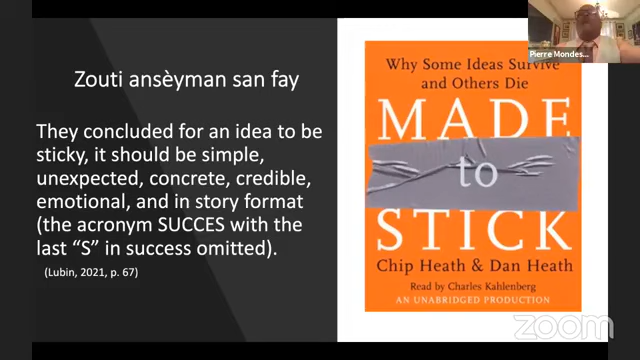 Zouti ansèyman san fay
They concluded for an idea to be
sticky, it should be simple,
unexpected, concrete, credible,
emotional, and in story format
(the acronym SUCCES with the
last “S” in success omitted).
(Lubin, 2021, p. 67)
Why Some Ideas Survive
and Others Die
MADE
to
STICK
Chip Heath & Dan Heath
Read by Charles Kahlenberg
AN UNABRIDGED PRODUCTION
Pierre Mondes...
zoom